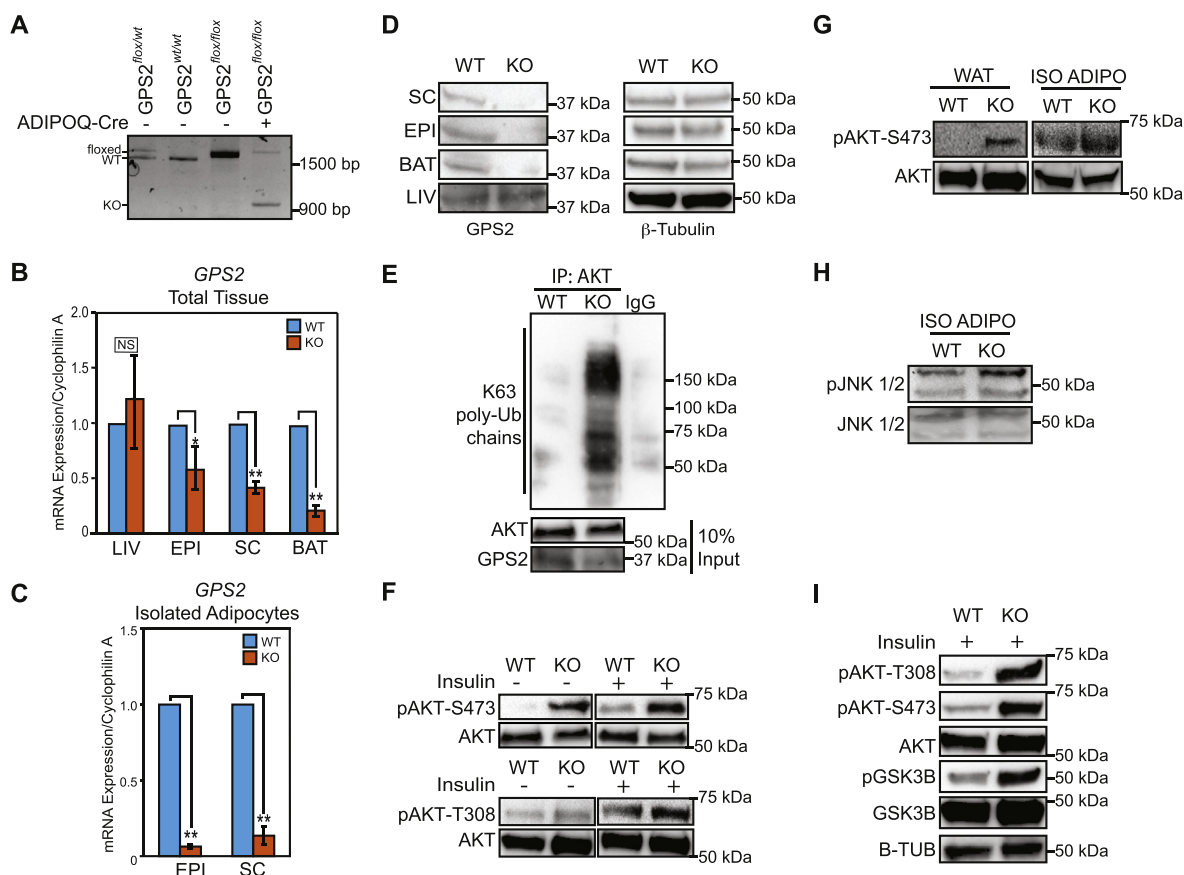 A
GPS2flox/wt
GPS2wt/wt
GPS2flox/flox
GPS2flox/flox
ADIPOQ-Cre - - - +
floxed
WT
1500 bp
KO
900 bp
B
GPS2
Total Tissue
mRNA Expression/Cyclophilin A
2.0
1.5
1.0
0.5
0
WT
KO
NS
*
**
**
LIV EPI SC BAT
C
GPS2
Isolated Adipocytes
mRNA Expression/Cyclophilin A
1.5
1.0
0.5
0
WT
KO
**
**
EPI SC
D
WT KO WT KO
SC 37 kDa 50 kDa
EPI 37 kDa 50 kDa
BAT 37 kDa 50 kDa
LIV 37 kDa 50 kDa
GPS2 β-Tubulin
E
IP: AKT
WT KO IgG
K63
poly-Ub
chains
150 kDa
100 kDa
75 kDa
50 kDa
AKT
50 kDa
GPS2 37 kDa
10%
Input
F
WT KO WT KO
Insulin - - + +
75 kDa
pAKT-S473
AKT
50 kDa
WT KO WT KO
Insulin - - + +
75 kDa
pAKT-T308
AKT
50 kDa
G
WAT ISO ADIPO
WT KO WT KO
75 kDa
pAKT-S473
AKT
50 kDa
H
ISO ADIPO
WT KO
pJNK 1/2 50 kDa
JNK 1/2 50 kDa
I
WT KO
Insulin + +
75 kDa
pAKT-T308
75 kDa
pAKT-S473
AKT
50 kDa
pGSK3B
50 kDa
50 kDa
GSK3B
B-TUB
50 kDa